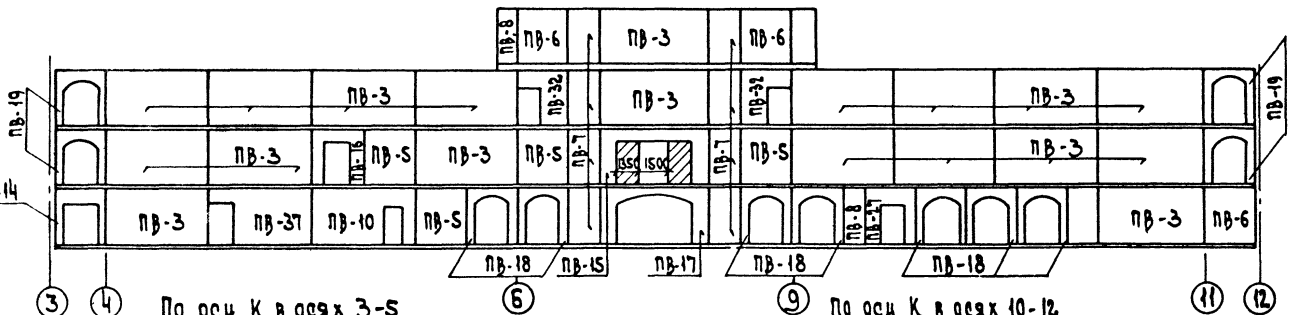 ПВ-8 ПВ-6 ПВ-3 ПВ-6
ПВ-19 ПВ-3 ПВ-32 ПВ-3 ПВ-32 ПВ-3 ПВ-19
ПВ-3 ПВ-16 ПВ-5 ПВ-3 ПВ-5 ПВ-7 1350 1500 ПВ-7 ПВ-5 ПВ-3
14 ПВ-3 ПВ-37 ПВ-10 ПВ-5 ПВ-8 ПВ-27 ПВ-3 ПВ-6
ПВ-18 ПВ-15 ПВ-17 ПВ-18 ПВ-18
3 4 6 9 11 12
По оси К в осях 3-5 По оси К в осях 10-12